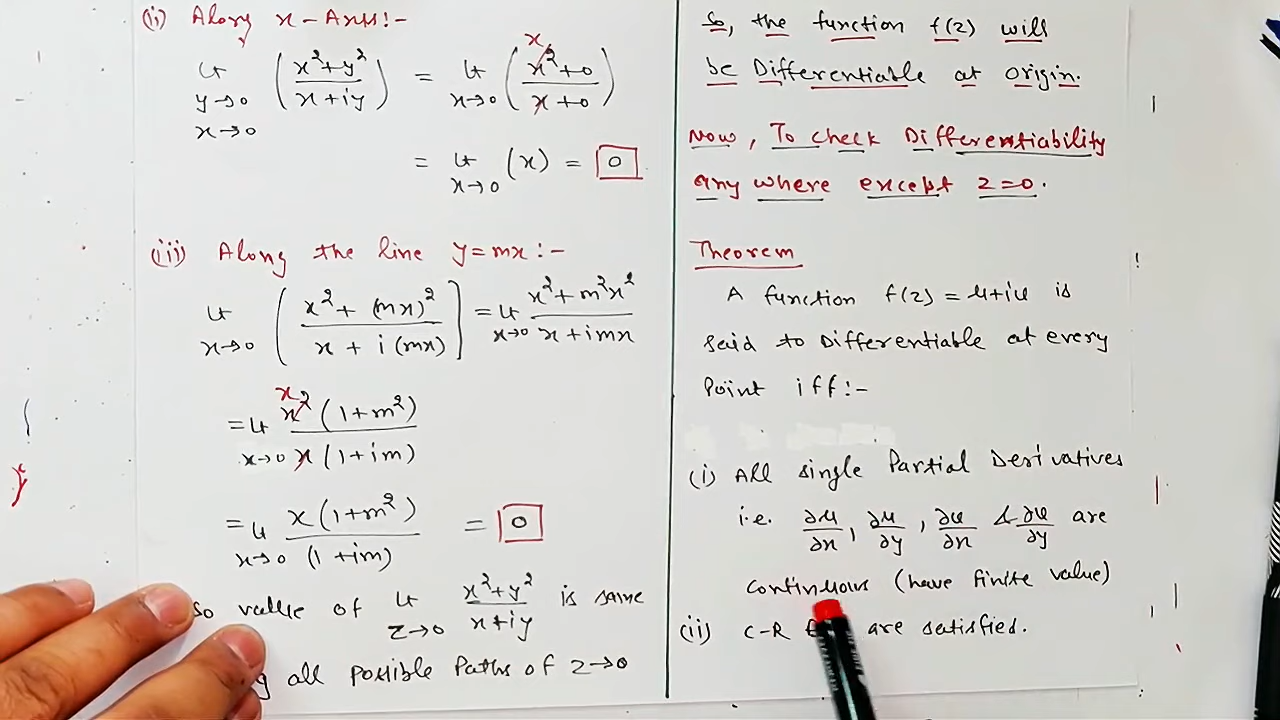 (ii) Along x-Axis:-
Lt y→0 x→0 (x²+y² / x+iy) = Lt x→0 (x²+0 / x+0) x
= Lt x→0 (x) = 0
(iii) Along the line y=mx:-
Lt x→0 [x²+(mx)² / x+i(mx)] = Lt x→0 x²+m²x² / x+imx
= Lt x→0 x² x (1+m²) / x(1+im)
= Lt x→0 x(1+m²) / (1+im) = 0
So value of Lt z→0 x²+y² / x+iy is same
all possible Paths of z→0
So, the function f(z) will
be Differentiable at origin.
Now, To check Differentiability
any where except z=0.
Theorem
A function f(z)=u+iv is
said to Differentiable at every
Point iff:-
(i) All single Partial Derivatives
i.e. ∂u/∂x, ∂u/∂y, ∂v/∂x & ∂v/∂y are
continuous (have finite value)
(ii) C-R are satisfied.